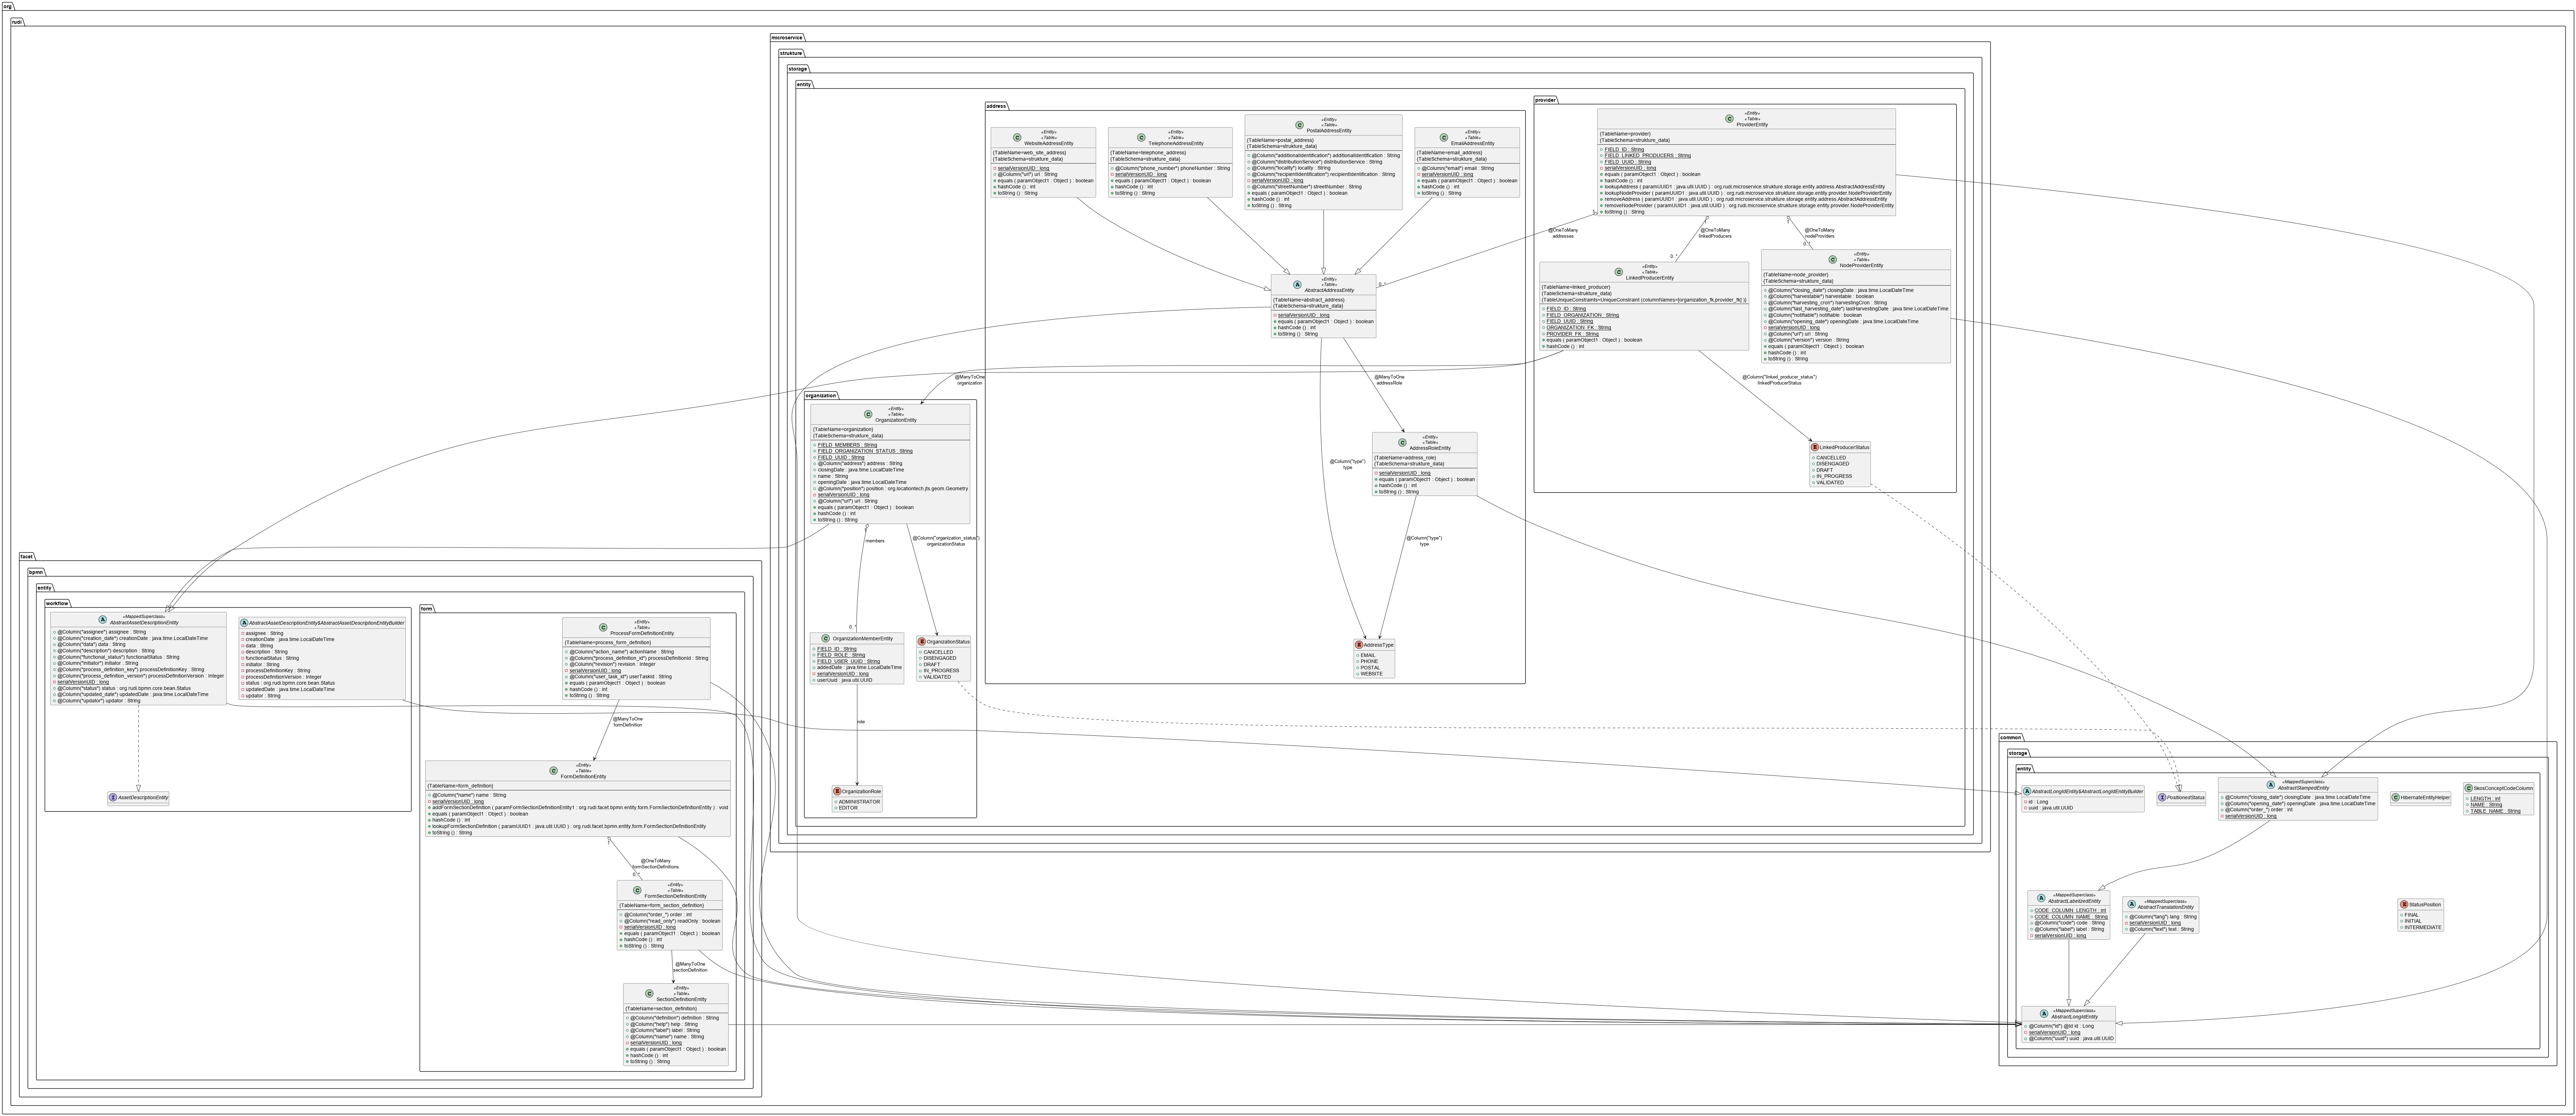 org
rudi
microservice
strukture
storage
entity
address
«Entity»
«Table»
WebsiteAddressEntity
{TableName=web_site_address}
{TableSchema=strukture_data}
serialVersionUID : long
@Column("url") url : String
equals ( paramObject1 : Object ) : boolean
hashCode () : int
toString () : String
«Entity»
«Table»
TelephoneAddressEntity
{TableName=telephone_address}
{TableSchema=strukture_data}
@Column("phone_number") phoneNumber : String
serialVersionUID : long
equals ( paramObject1 : Object ) : boolean
hashCode () : int
toString () : String
«Entity»
«Table»
PostalAddressEntity
{TableName=postal_address}
{TableSchema=strukture_data}
@Column("additionalIdentification") additionalIdentification : String
@Column("distributionService") distributionService : String
@Column("locality") locality : String
@Column("recipientIdentification") recipientIdentification : String
serialVersionUID : long
@Column("streetNumber") streetNumber : String
equals ( paramObject1 : Object ) : boolean
hashCode () : int
toString () : String
«Entity»
«Table»
EmailAddressEntity
{TableName=email_address}
{TableSchema=strukture_data}
@Column("email") email : String
serialVersionUID : long
equals ( paramObject1 : Object ) : boolean
hashCode () : int
toString () : String
«Entity»
«Table»
AbstractAddressEntity
{TableName=abstract_address}
{TableSchema=strukture_data}
serialVersionUID : long
equals ( paramObject1 : Object ) : boolean
hashCode () : int
toString () : String
@ManyToOne
addressRole
@Column("type")
type
«Entity»
«Table»
AddressRoleEntity
{TableName=address_role}
{TableSchema=strukture_data}
serialVersionUID : long
equals ( paramObject1 : Object ) : boolean
hashCode () : int
toString () : String
@Column("type")
type
AddressType
EMAIL
PHONE
POSTAL
WEBSITE
provider
«Entity»
«Table»
ProviderEntity
{TableName=provider}
{TableSchema=strukture_data}
FIELD_ID : String
FIELD_LINKED_PRODUCERS : String
FIELD_UUID : String
serialVersionUID : long
equals ( paramObject1 : Object ) : boolean
hashCode () : int
lookupAddress ( paramUUID1 : java.util.UUID ) : org.rudi.microservice.strukture.storage.entity.address.AbstractAddressEntity
lookupNodeProvider ( paramUUID1 : java.util.UUID ) : org.rudi.microservice.strukture.storage.entity.provider.NodeProviderEntity
removeAddress ( paramUUID1 : java.util.UUID ) : org.rudi.microservice.strukture.storage.entity.address.AbstractAddressEntity
removeNodeProvider ( paramUUID1 : java.util.UUID ) : org.rudi.microservice.strukture.storage.entity.provider.NodeProviderEntity
toString () : String
1
@OneToMany
addresses
0..*
1
@OneToMany
linkedProducers
0..*
1
@OneToMany
nodeProviders
0..*
«Entity»
«Table»
LinkedProducerEntity
{TableName=linked_producer}
{TableSchema=strukture_data}
{TableUniqueConstraints=UniqueConstraint (columnNames=[organization_fk,provider_fk] )}
FIELD_ID : String
FIELD_ORGANIZATION : String
FIELD_UUID : String
ORGANIZATION_FK : String
PROVIDER_FK : String
equals ( paramObject1 : Object ) : boolean
hashCode () : int
«Entity»
«Table»
NodeProviderEntity
{TableName=node_provider}
{TableSchema=strukture_data}
@Column("closing_date") closingDate : java.time.LocalDateTime
@Column("harvestable") harvestable : boolean
@Column("harvesting_cron") harvestingCron : String
@Column("last_harvesting_date") lastHarvestingDate : java.time.LocalDateTime
@Column("notifiable") notifiable : boolean
@Column("opening_date") openingDate : java.time.LocalDateTime
serialVersionUID : long
@Column("url") url : String
@Column("version") version : String
equals ( paramObject1 : Object ) : boolean
hashCode () : int
toString () : String
@Column("linked_producer_status")
linkedProducerStatus
LinkedProducerStatus
CANCELLED
DISENGAGED
DRAFT
IN_PROGRESS
VALIDATED
@ManyToOne
organization
organization
«Entity»
«Table»
OrganizationEntity
{TableName=organization}
{TableSchema=strukture_data}
FIELD_MEMBERS : String
FIELD_ORGANIZATION_STATUS : String
FIELD_UUID : String
@Column("address") address : String
closingDate : java.time.LocalDateTime
name : String
openingDate : java.time.LocalDateTime
@Column("position") position : org.locationtech.jts.geom.Geometry
serialVersionUID : long
@Column("url") url : String
equals ( paramObject1 : Object ) : boolean
hashCode () : int
toString () : String
members
0..*
@Column("organization_status")
organizationStatus
OrganizationMemberEntity
FIELD_ID : String
FIELD_ROLE : String
FIELD_USER_UUID : String
addedDate : java.time.LocalDateTime
serialVersionUID : long
userUuid : java.util.UUID
OrganizationStatus
CANCELLED
DISENGAGED
DRAFT
IN_PROGRESS
VALIDATED
role
OrganizationRole
ADMINISTRATOR
EDITOR
facet
bpmn
entity
workflow
«MappedSuperclass»
AbstractAssetDescriptionEntity
@Column("assignee") assignee : String
@Column("creation_date") creationDate : java.time.LocalDateTime
@Column("data") data : String
@Column("description") description : String
@Column("functional_status") functionalStatus : String
@Column("initiator") initiator : String
@Column("process_definition_key") processDefinitionKey : String
@Column("process_definition_version") processDefinitionVersion : Integer
serialVersionUID : long
@Column("status") status : org.rudi.bpmn.core.bean.Status
@Column("updated_date") updatedDate : java.time.LocalDateTime
@Column("updator") updator : String
AbstractAssetDescriptionEntity$AbstractAssetDescriptionEntityBuilder
assignee : String
creationDate : java.time.LocalDateTime
data : String
description : String
functionalStatus : String
initiator : String
processDefinitionKey : String
processDefinitionVersion : Integer
status : org.rudi.bpmn.core.bean.Status
updatedDate : java.time.LocalDateTime
updator : String
AssetDescriptionEntity
form
«Entity»
«Table»
ProcessFormDefinitionEntity
{TableName=process_form_definition}
@Column("action_name") actionName : String
@Column("process_definition_id") processDefinitionId : String
@Column("revision") revision : Integer
serialVersionUID : long
@Column("user_task_id") userTaskId : String
equals ( paramObject1 : Object ) : boolean
hashCode () : int
toString () : String
@ManyToOne
formDefinition
«Entity»
«Table»
FormDefinitionEntity
{TableName=form_definition}
@Column("name") name : String
serialVersionUID : long
addFormSectionDefinition ( paramFormSectionDefinitionEntity1 : org.rudi.facet.bpmn.entity.form.FormSectionDefinitionEntity ) : void
equals ( paramObject1 : Object ) : boolean
hashCode () : int
lookupFormSectionDefinition ( paramUUID1 : java.util.UUID ) : org.rudi.facet.bpmn.entity.form.FormSectionDefinitionEntity
toString () : String
1
@OneToMany
formSectionDefinitions
0..*
«Entity»
«Table»
FormSectionDefinitionEntity
{TableName=form_section_definition}
@Column("order_") order : int
@Column("read_only") readOnly : boolean
serialVersionUID : long
equals ( paramObject1 : Object ) : boolean
hashCode () : int
toString () : String
@ManyToOne
sectionDefinition
«Entity»
«Table»
SectionDefinitionEntity
{TableName=section_definition}
@Column("definition") definition : String
@Column("help") help : String
@Column("label") label : String
@Column("name") name : String
serialVersionUID : long
equals ( paramObject1 : Object ) : boolean
hashCode () : int
toString () : String
common
storage
entity
AbstractLongIdEntity$AbstractLongIdEntityBuilder
id : Long
uuid : java.util.UUID
PositionedStatus
«MappedSuperclass»
AbstractStampedEntity
@Column("closing_date") closingDate : java.time.LocalDateTime
@Column("opening_date") openingDate : java.time.LocalDateTime
@Column("order_") order : int
serialVersionUID : long
HibernateEntityHelper
SkosConceptCodeColumn
LENGTH : int
NAME : String
TABLE_NAME : String
«MappedSuperclass»
AbstractLabelizedEntity
CODE_COLUMN_LENGTH : int
CODE_COLUMN_NAME : String
@Column("code") code : String
@Column("label") label : String
serialVersionUID : long
«MappedSuperclass»
AbstractTranslationEntity
@Column("lang") lang : String
serialVersionUID : long
@Column("text") text : String
StatusPosition
FINAL
INITIAL
INTERMEDIATE
«MappedSuperclass»
AbstractLongIdEntity
@Column("id") @Id id : Long
serialVersionUID : long
@Column("uuid") uuid : java.util.UUID